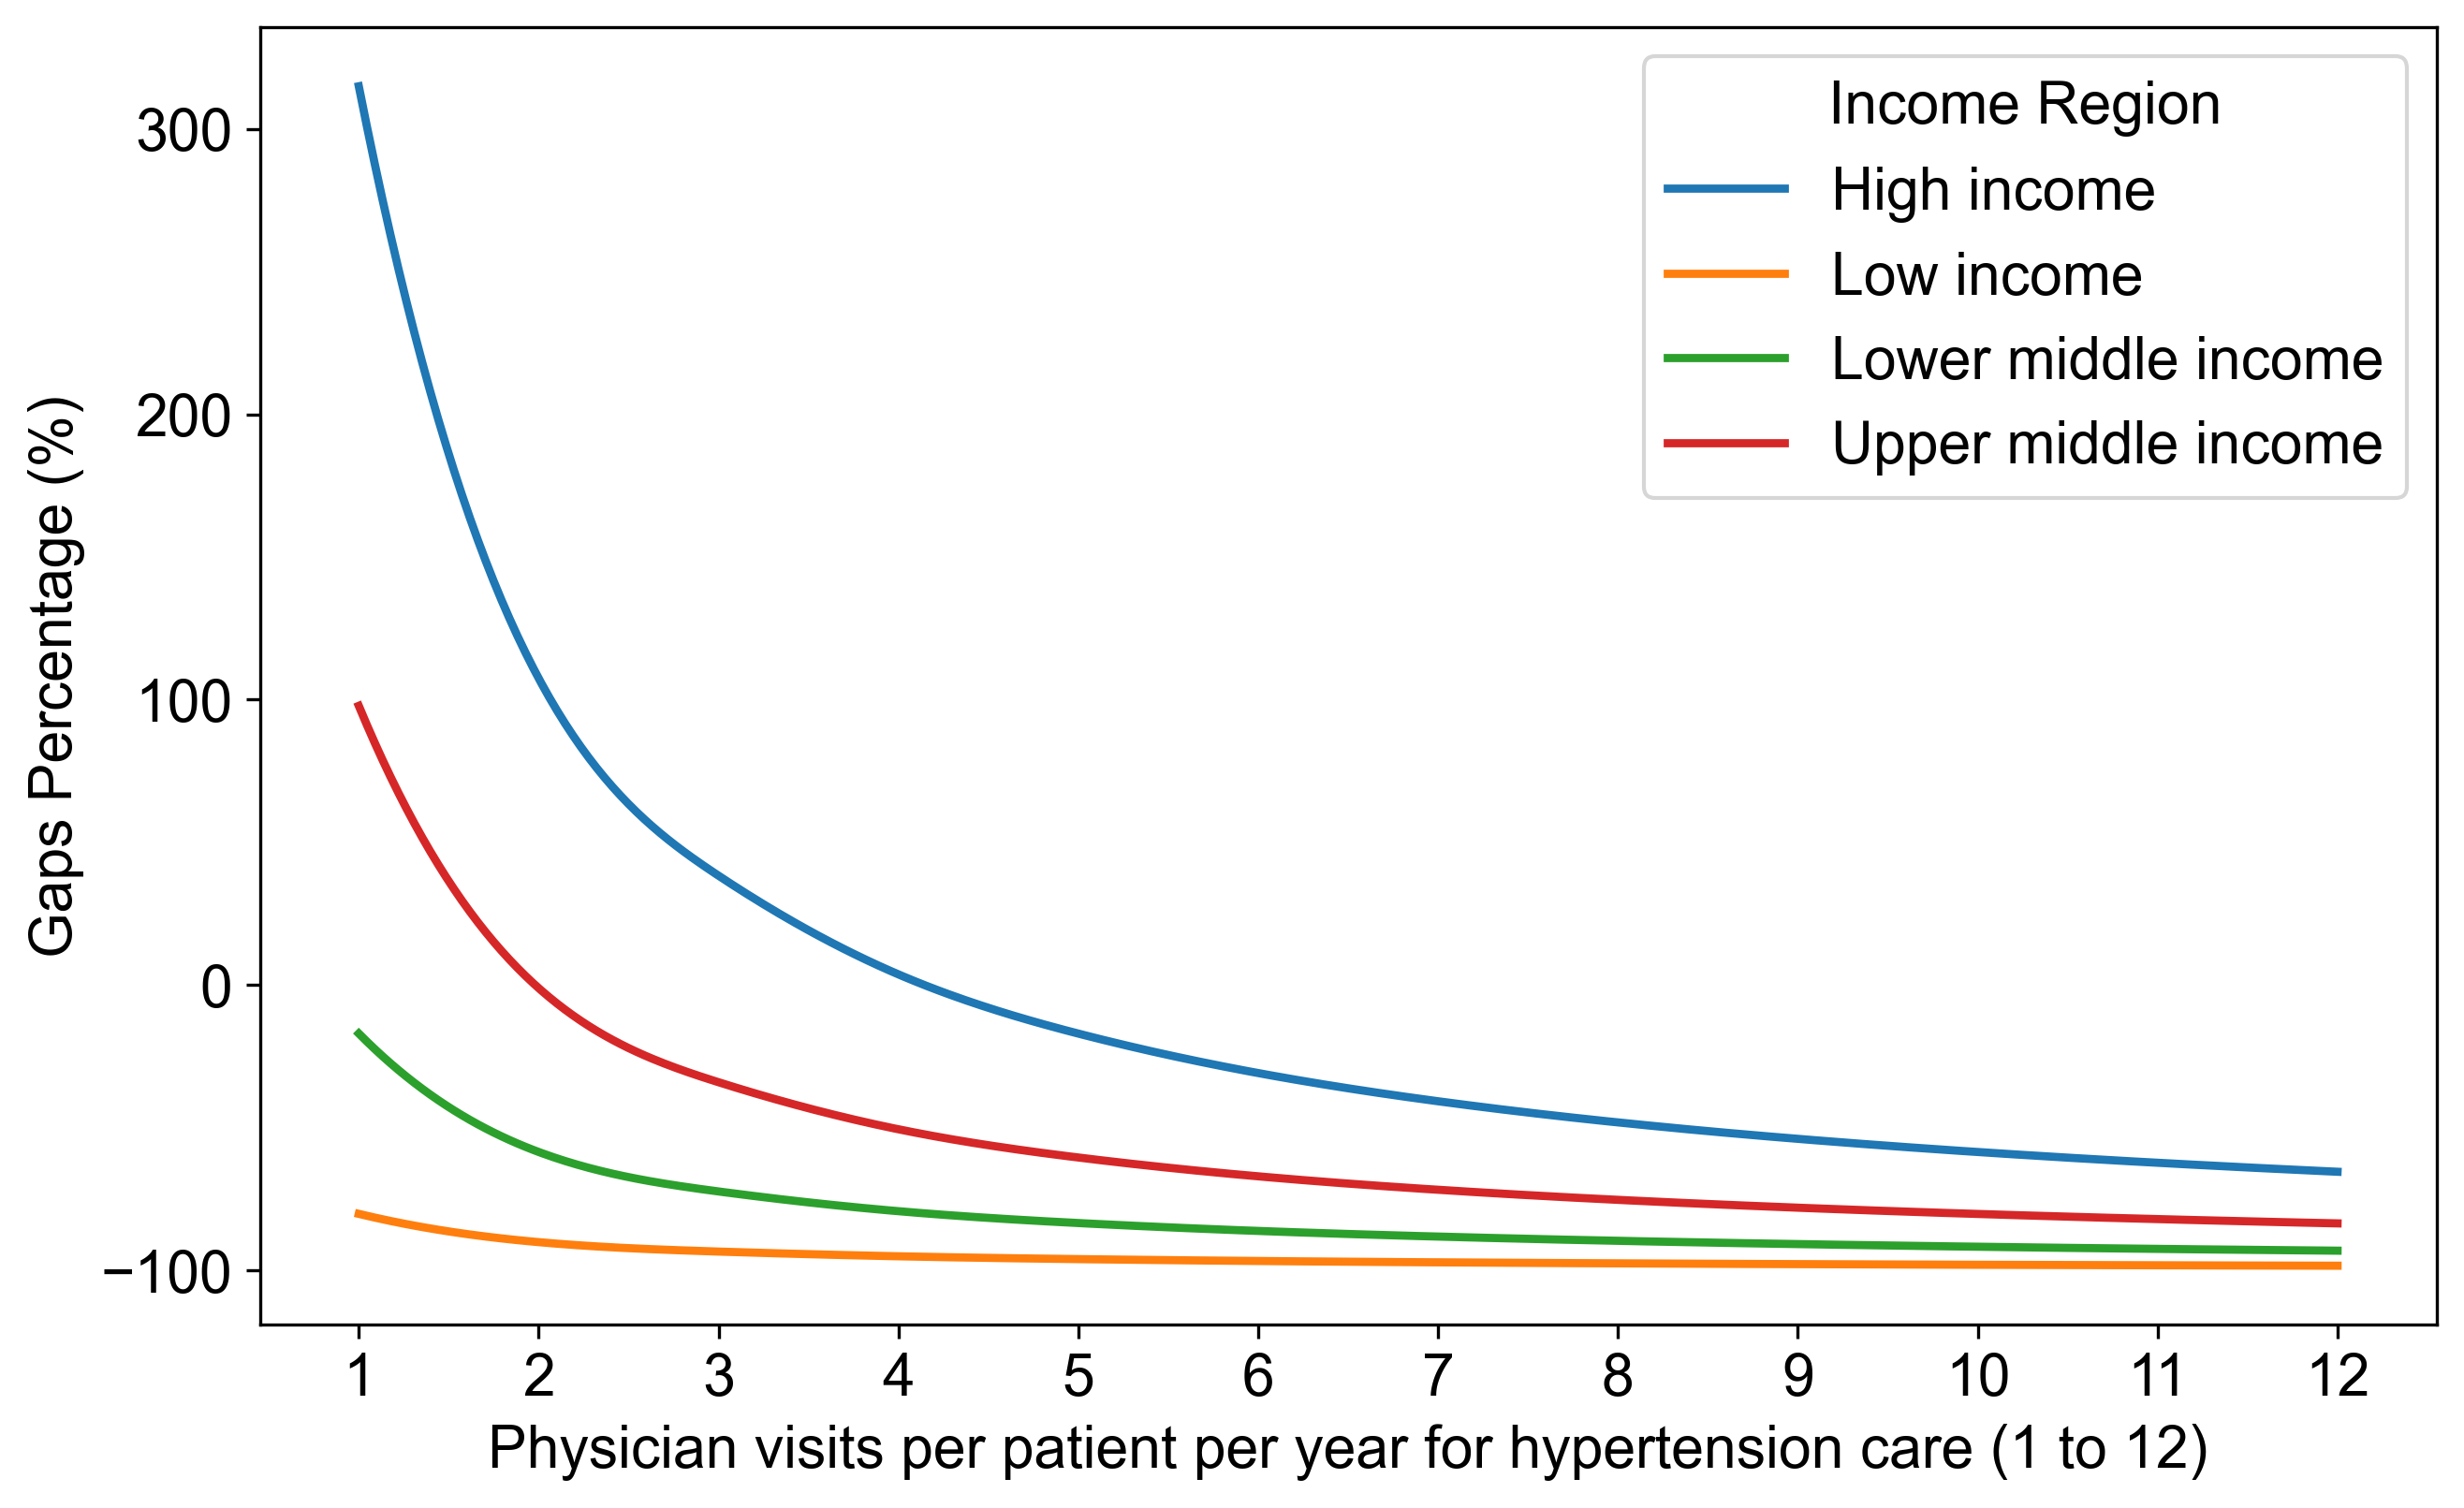 Gaps Percentage (%)
300
200
100
0
−100
Income Region
High income
Low income
Lower middle income
Upper middle income
1 2 3 4 5 6 7 8 9 10 11 12
Physician visits per patient per year for hypertension care (1 to 12)